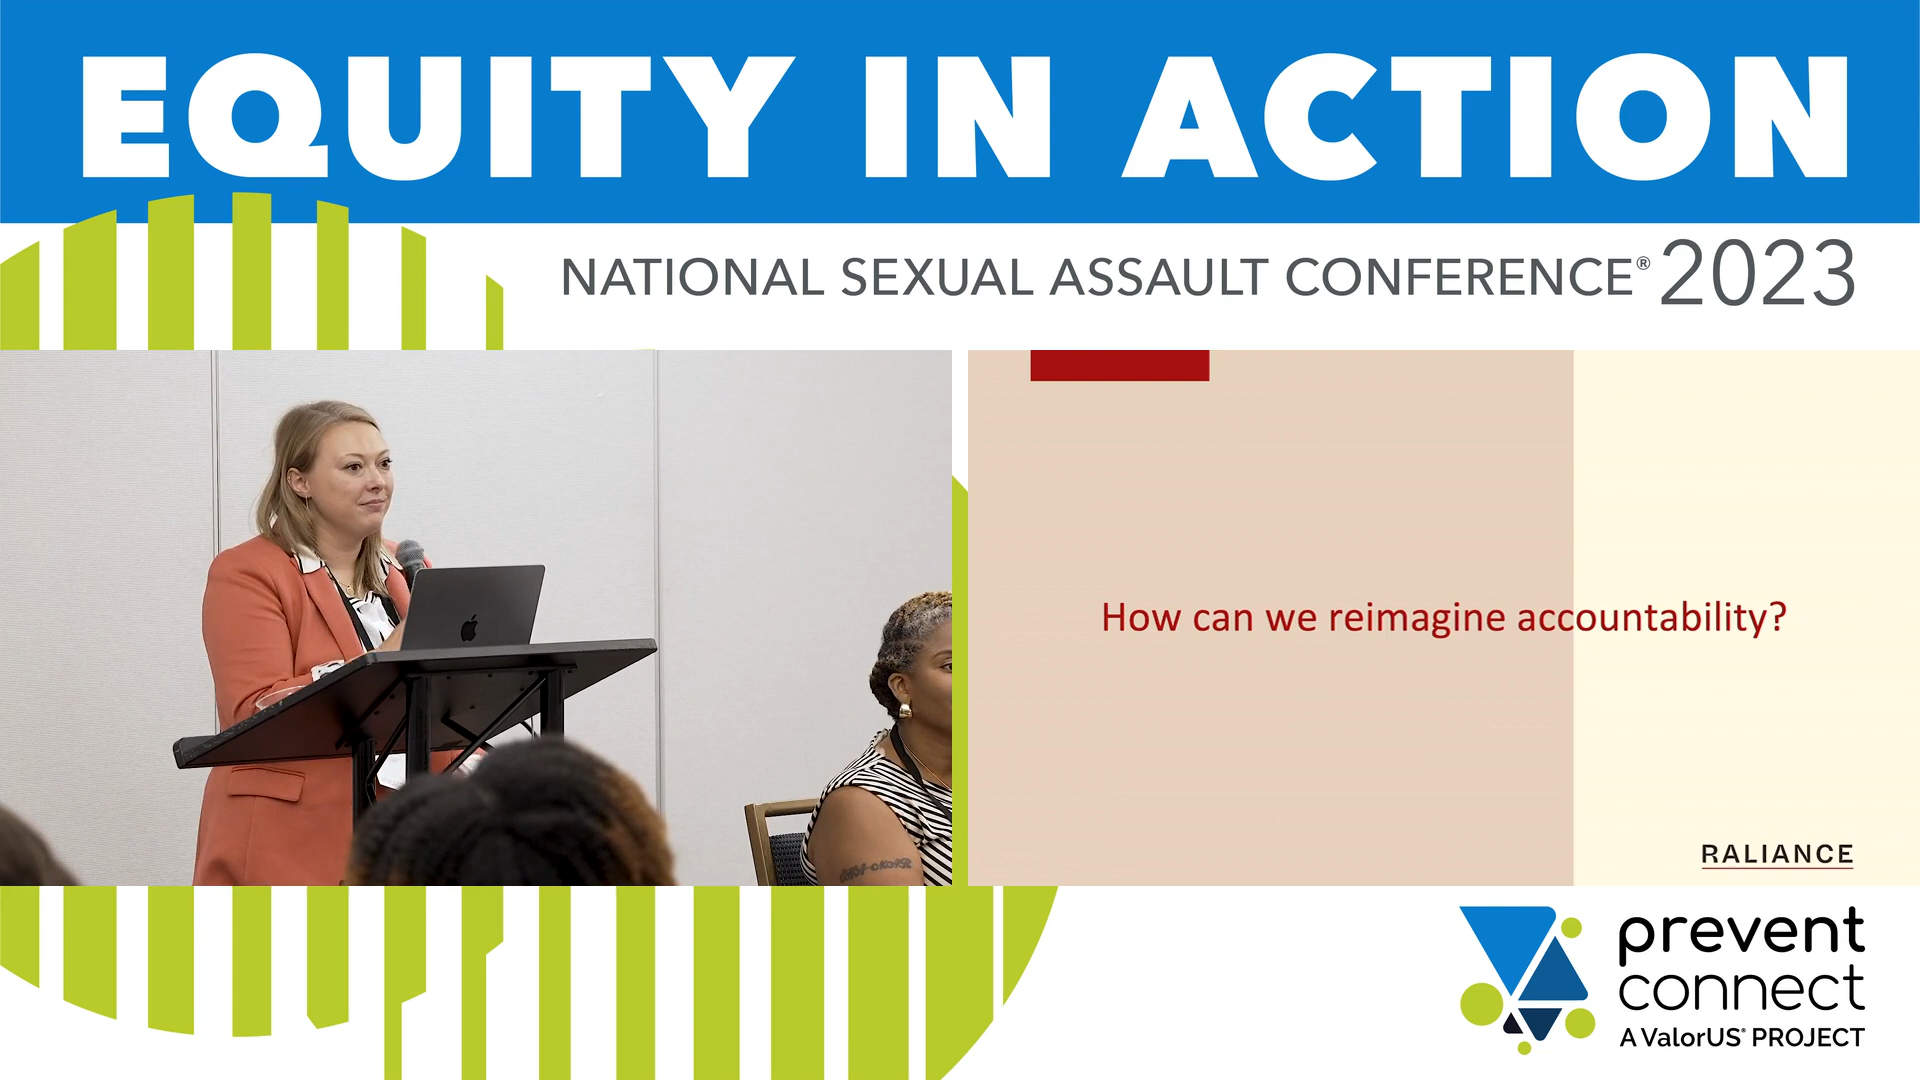 EQUITY IN ACTION
NATIONAL SEXUAL ASSAULT CONFERENCE® 2023
How can we reimagine accountability?
RALIANCE
prevent
connect
A ValorUS® PROJECT